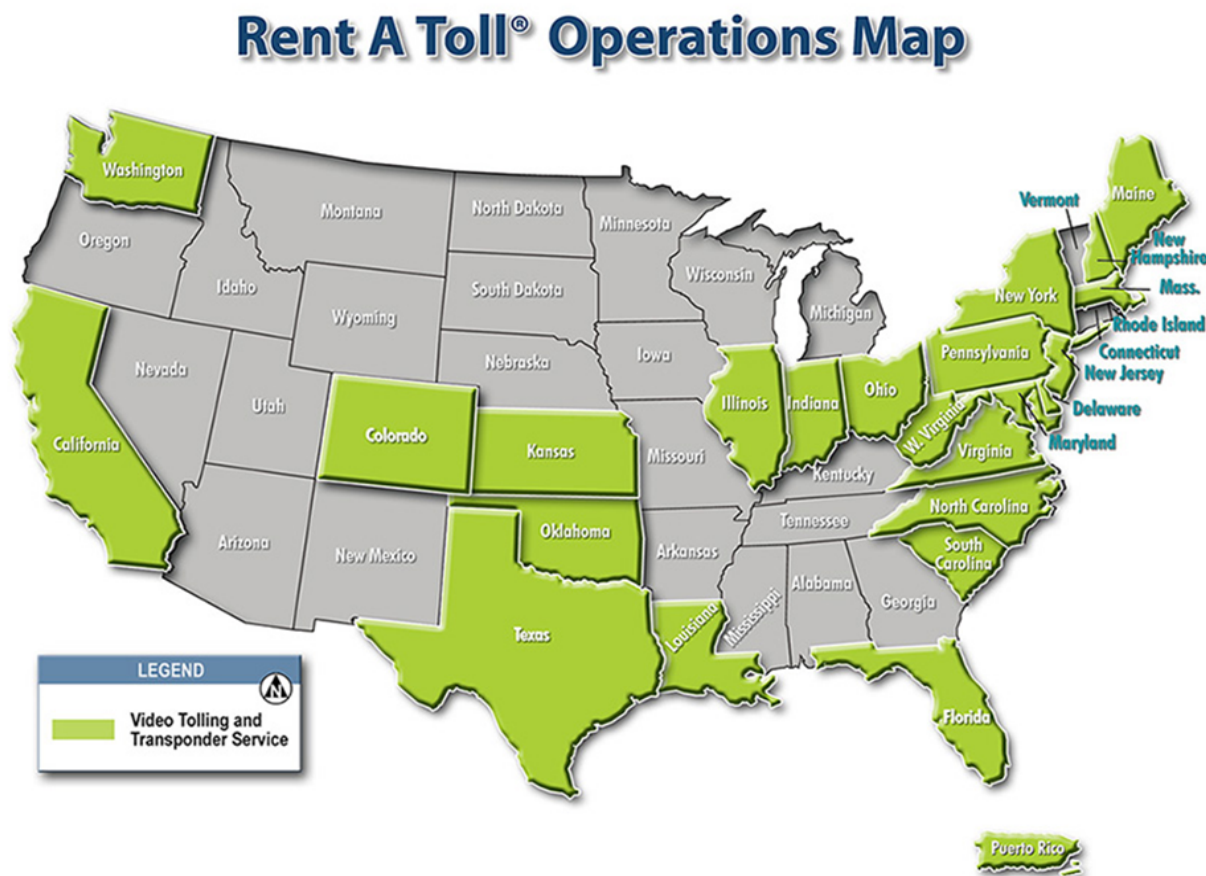 Rent A Toll® Operations Map
Washington
Montana
North Dakota
Minnesota
Vermont
Maine
Oregon
Idaho
Wisconsin
New
Hampshire
South Dakota
Michigan
New York
Mass.
Wyoming
Rhode Island
Nebraska
Iowa
Pennsylvania
Connecticut
Nevada
Utah
Illinois
Indiana
Ohio
New Jersey
California
Colorado
Kansas
Missouri
W. Virginia
Delaware
Kentucky
Virginia
Maryland
Arizona
New Mexico
Oklahoma
Arkansas
Tennessee
North Carolina
South
Carolina
Texas
Louisiana
Mississippi
Alabama
Georgia
Florida
LEGEND
N
Video Tolling and
Transponder Service
Puerto Rico